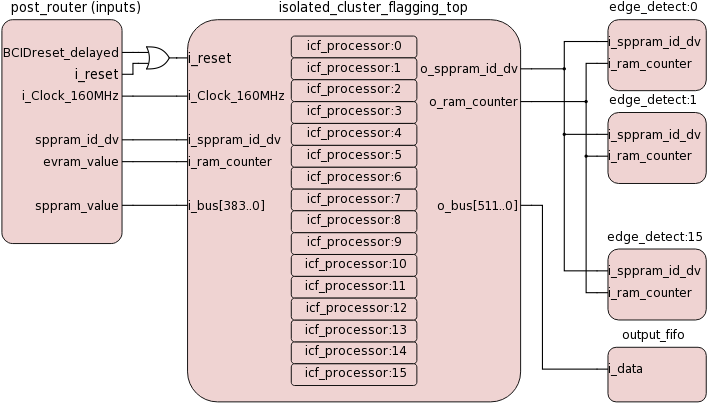 post_router (inputs)
BCIDreset_delayed
i_reset
i_Clock_160MHz
sppram_id_dv
evram_value
sppram_value
isolated_cluster_flagging_top
i_reset
i_Clock_160MHz
i_sppram_id_dv
i_ram_counter
i_bus[383..0]
icf_processor:0
icf_processor:1
icf_processor:2
icf_processor:3
icf_processor:4
icf_processor:5
icf_processor:6
icf_processor:7
icf_processor:8
icf_processor:9
icf_processor:10
icf_processor:11
icf_processor:12
icf_processor:13
icf_processor:14
icf_processor:15
o_sppram_id_dv
o_ram_counter
o_bus[511..0]
edge_detect:0
i_sppram_id_dv
i_ram_counter
edge_detect:1
i_sppram_id_dv
i_ram_counter
edge_detect:15
i_sppram_id_dv
i_ram_counter
output_fifo
i_data